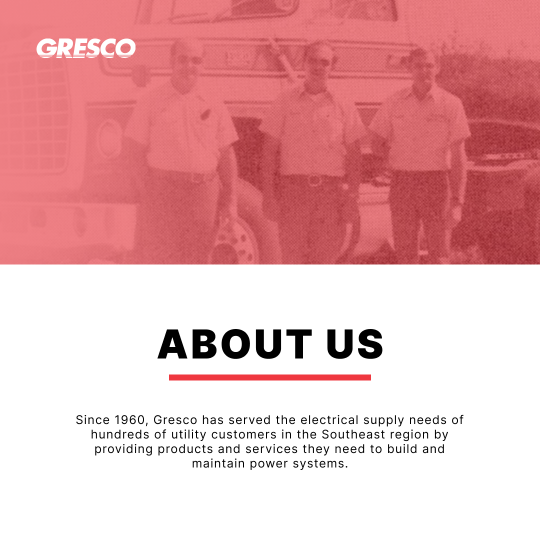 GRESCO
ABOUT US
Since 1960, Gresco has served the electrical supply needs of
hundreds of utility customers in the Southeast region by
providing products and services they need to build and
maintain power systems.